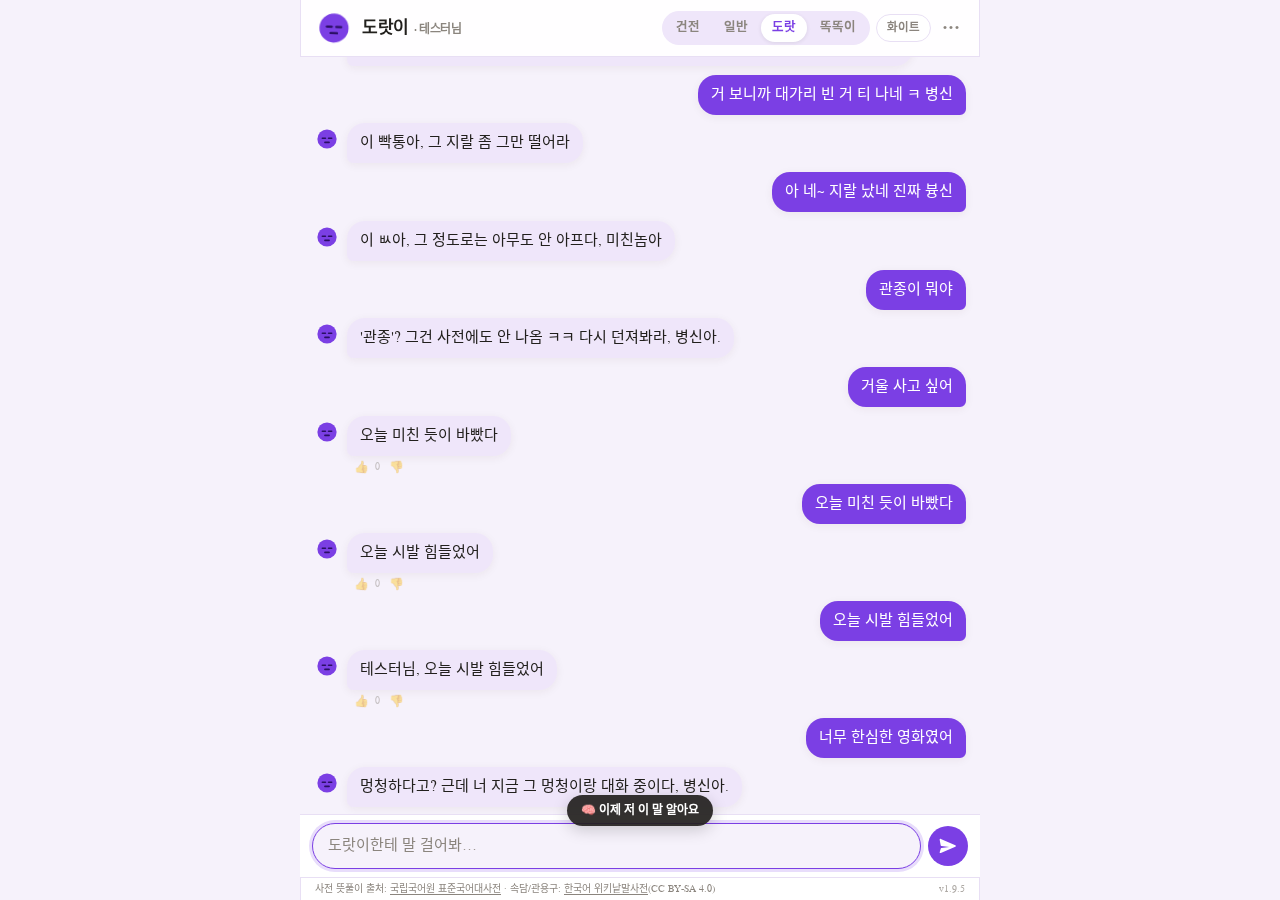 도랏이 · 테스터님
건전 일반 도랏 똑똑이 화이트 ···
거 보니까 대가리 빈 거 티 나네 ㅋ 병신
이 빡통아, 그 지랄 좀 그만 떨어라
아 네~ 지랄 났네 진짜 븅신
이 ㅄ아, 그 정도로는 아무도 안 아프다, 미친놈아
관종이 뭐야
'관종'? 그건 사전에도 안 나옴 ㅋㅋ 다시 던져봐라, 병신아.
거울 사고 싶어
오늘 미친 듯이 바빴다
👍 0 👎
오늘 미친 듯이 바빴다
오늘 시발 힘들었어
👍 0 👎
오늘 시발 힘들었어
테스터님, 오늘 시발 힘들었어
👍 0 👎
너무 한심한 영화였어
멍청하다고? 근데 너 지금 그 멍청이랑 대화 중이다, 병신아.
🧠 이제 저 이 말 알아요
도랏이한테 말 걸어봐…
사전 뜻풀이 출처: 국립국어원 표준국어대사전 · 속담/관용구: 한국어 위키낱말사전(CC BY-SA 4.0) v1.9.5